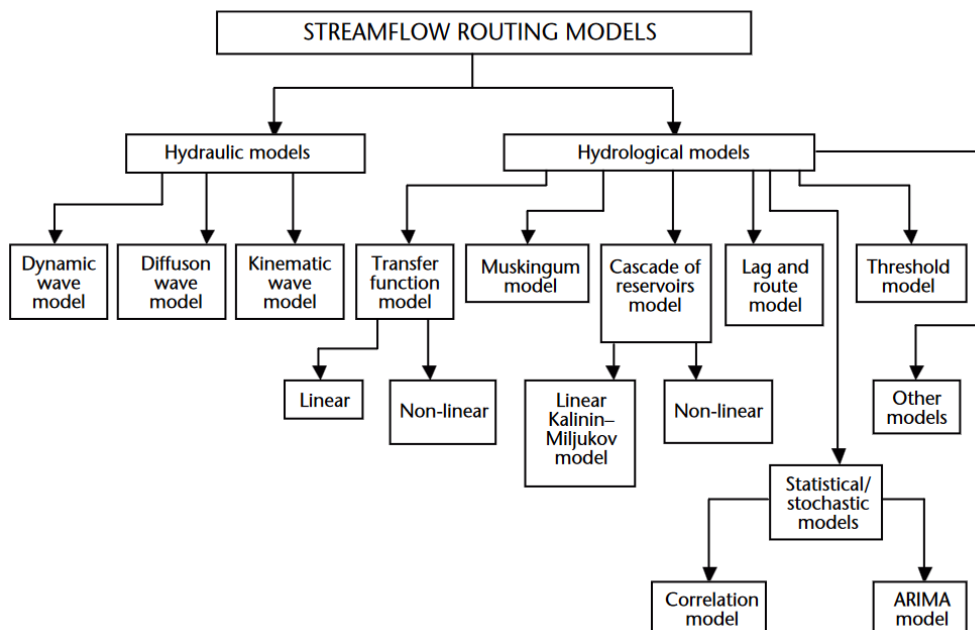 STREAMFLOW ROUTING MODELS
Hydraulic models
Hydrological models
Dynamic
wave
model
Diffuson
wave
model
Kinematic
wave
model
Transfer
function
model
Muskingum
model
Cascade of
reservoirs
model
Lag and
route
model
Threshold
model
Linear
Non-linear
Linear
Kalinin–
Miljukov
model
Non-linear
Other
models
Statistical/
stochastic
models
Correlation
model
ARIMA
model